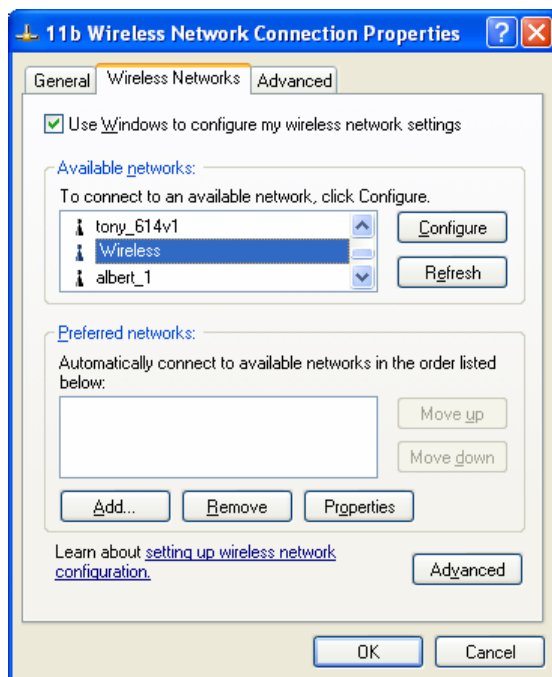 11b Wireless Network Connection Properties
General Wireless Networks Advanced
Use Windows to configure my wireless network settings
Available networks:
To connect to an available network, click Configure.
tony_614v1
Wireless
albert_1
Configure
Refresh
Preferred networks:
Automatically connect to available networks in the order listed
below:
Move up
Move down
Add... Remove Properties
Learn about setting up wireless network
configuration.
Advanced
OK Cancel